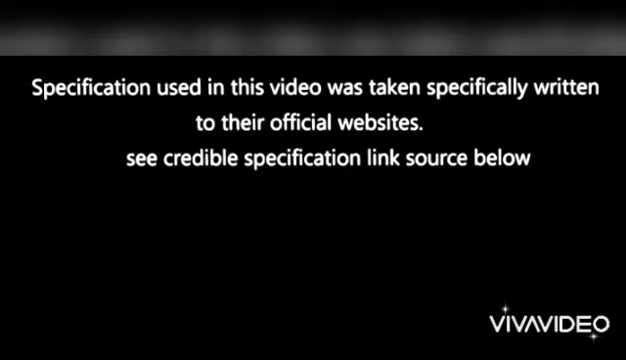 Specification used in this video was taken specifically written
to their official websites.
see credible specification link source below
VIVAVIDEO